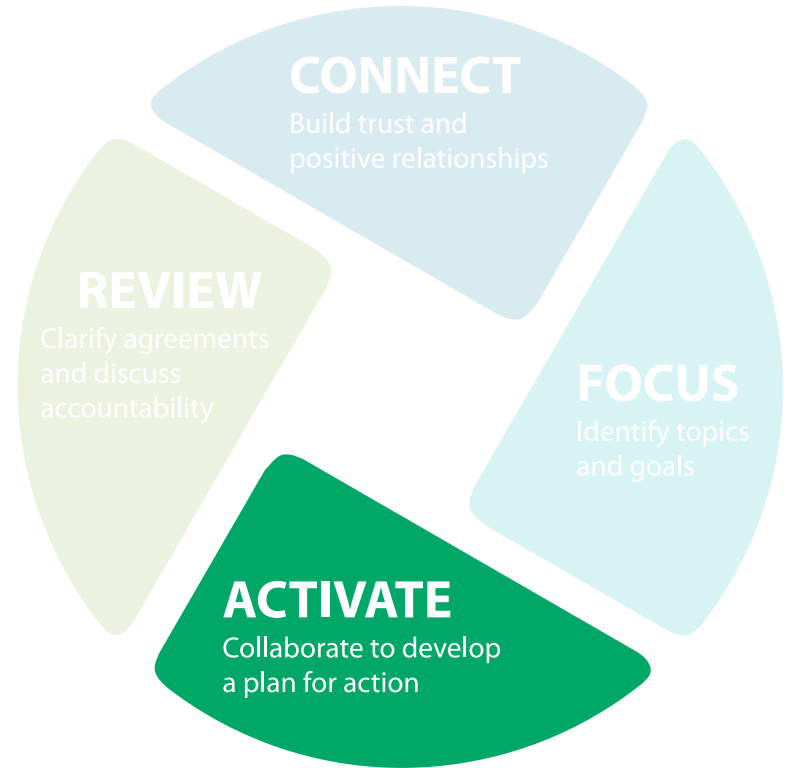 CONNECT
Build trust and
positive relationships
FOCUS
Identify topics
and goals
ACTIVATE
Collaborate to develop
a plan for action
REVIEW
Clarify agreements
and discuss
accountability